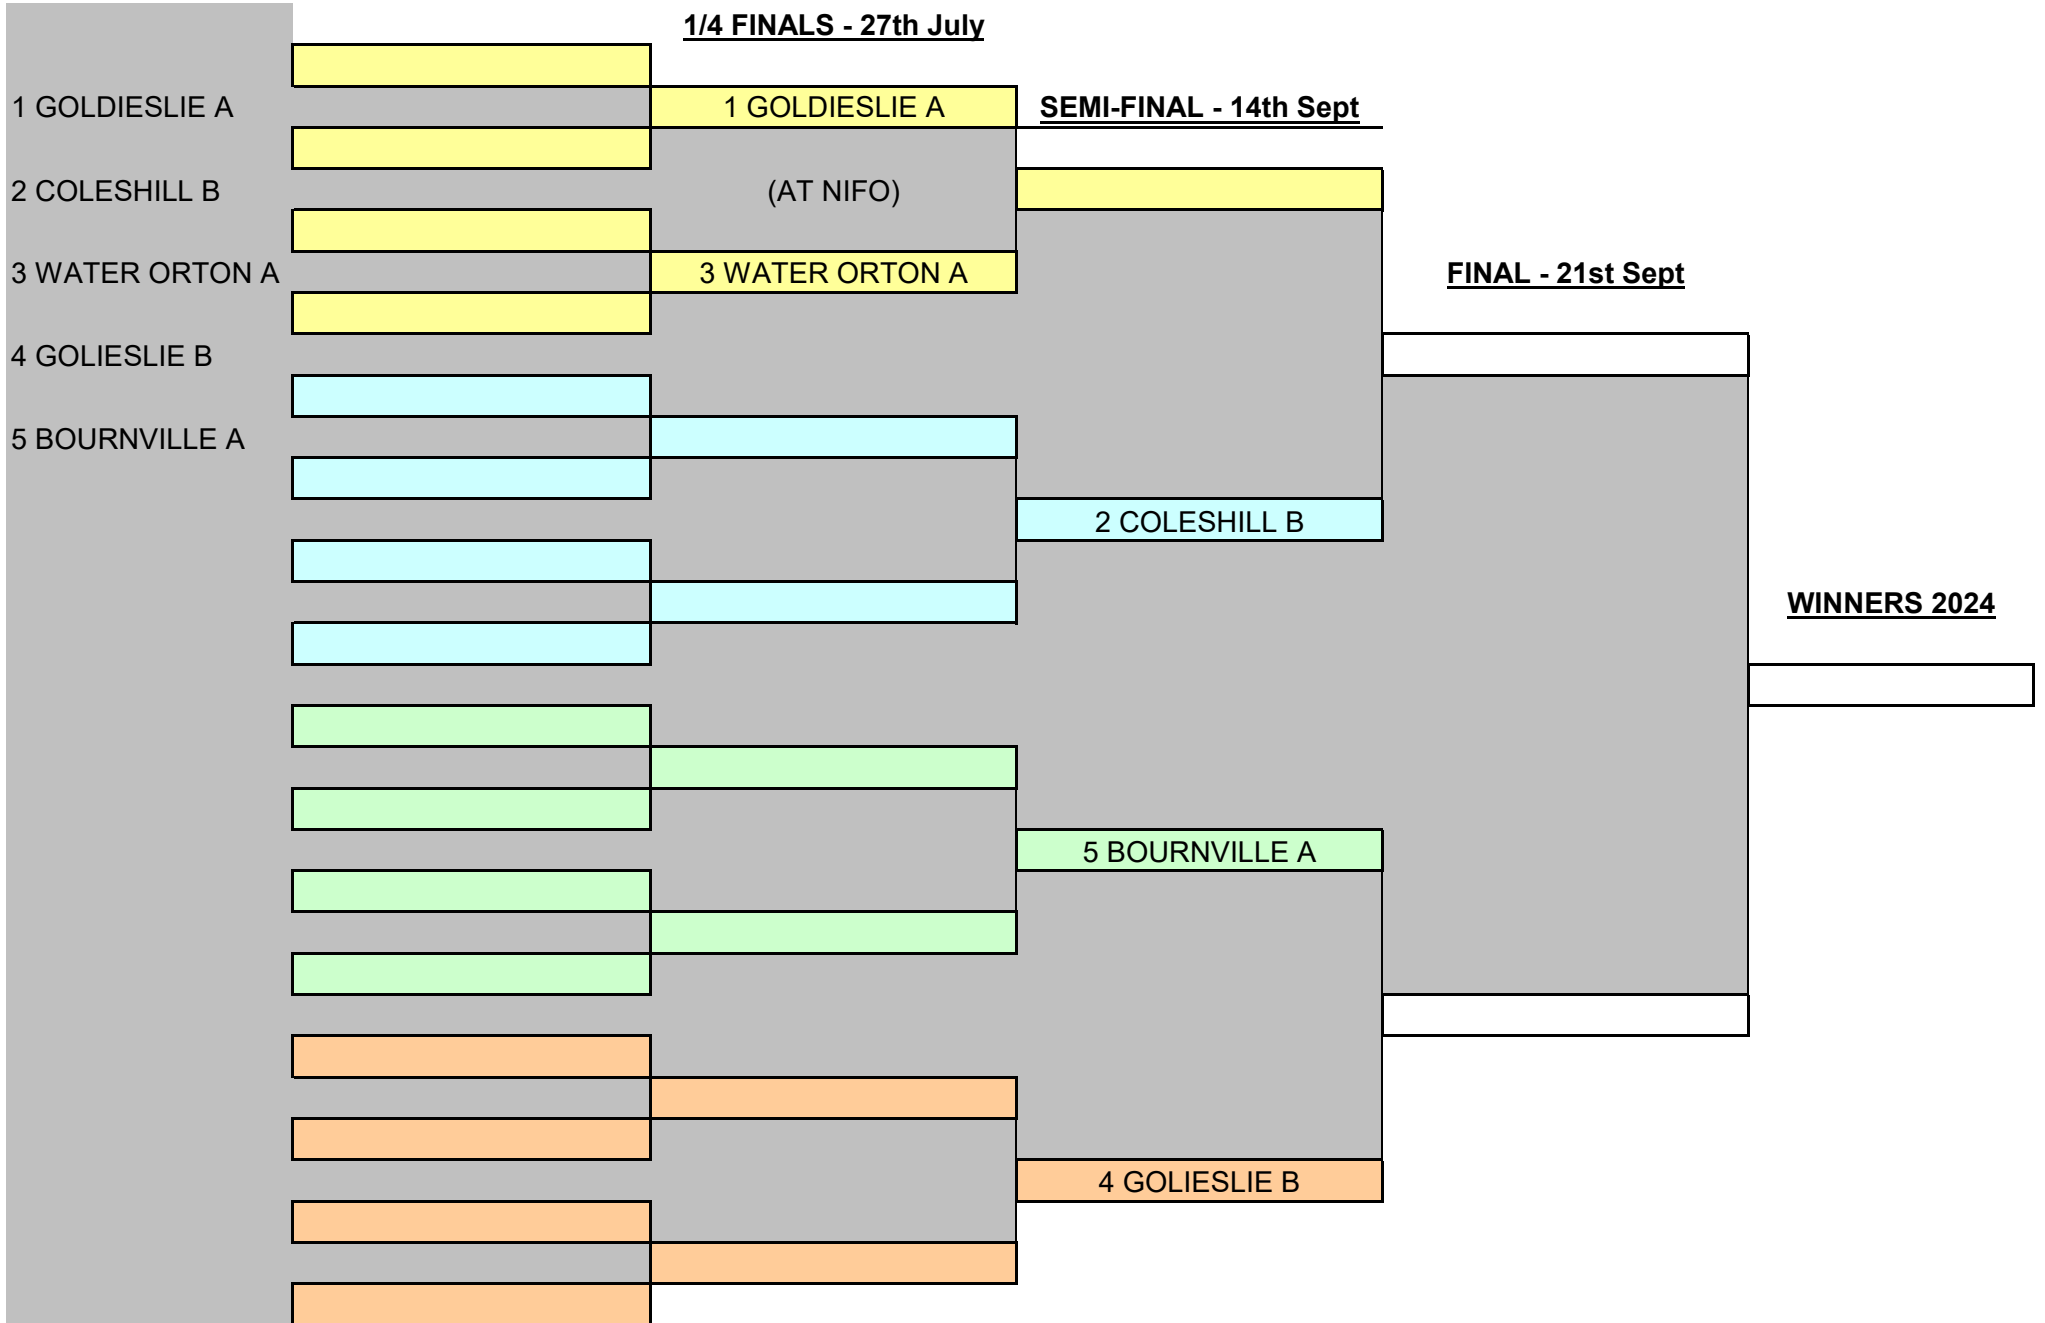 1/4 FINALS - 27th July
1 GOLDIESLIE A
1 GOLDIESLIE A
SEMI-FINAL - 14th Sept
2 COLESHILL B
(AT NIFO)
3 WATER ORTON A
3 WATER ORTON A
FINAL - 21st Sept
4 GOLIESLIE B
5 BOURNVILLE A
2 COLESHILL B
WINNERS 2024
5 BOURNVILLE A
4 GOLIESLIE B